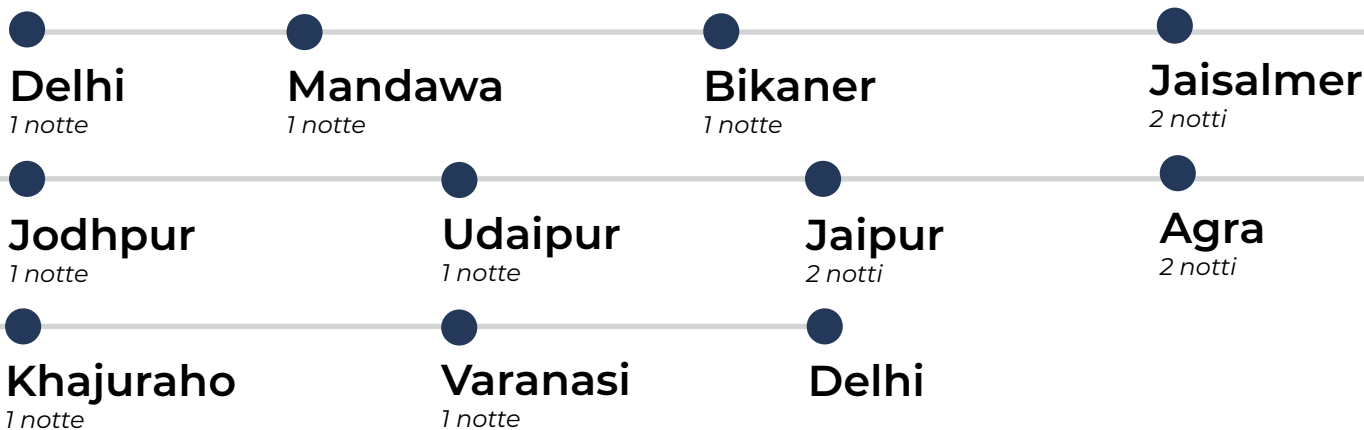 Delhi
1 notte
Mandawa
1 notte
Bikaner
1 notte
Jaisalmer
2 notti
Jodhpur
1 notte
Udaipur
1 notte
Jaipur
2 notti
Agra
2 notti
Khajuraho
1 notte
Varanasi
1 notte
Delhi